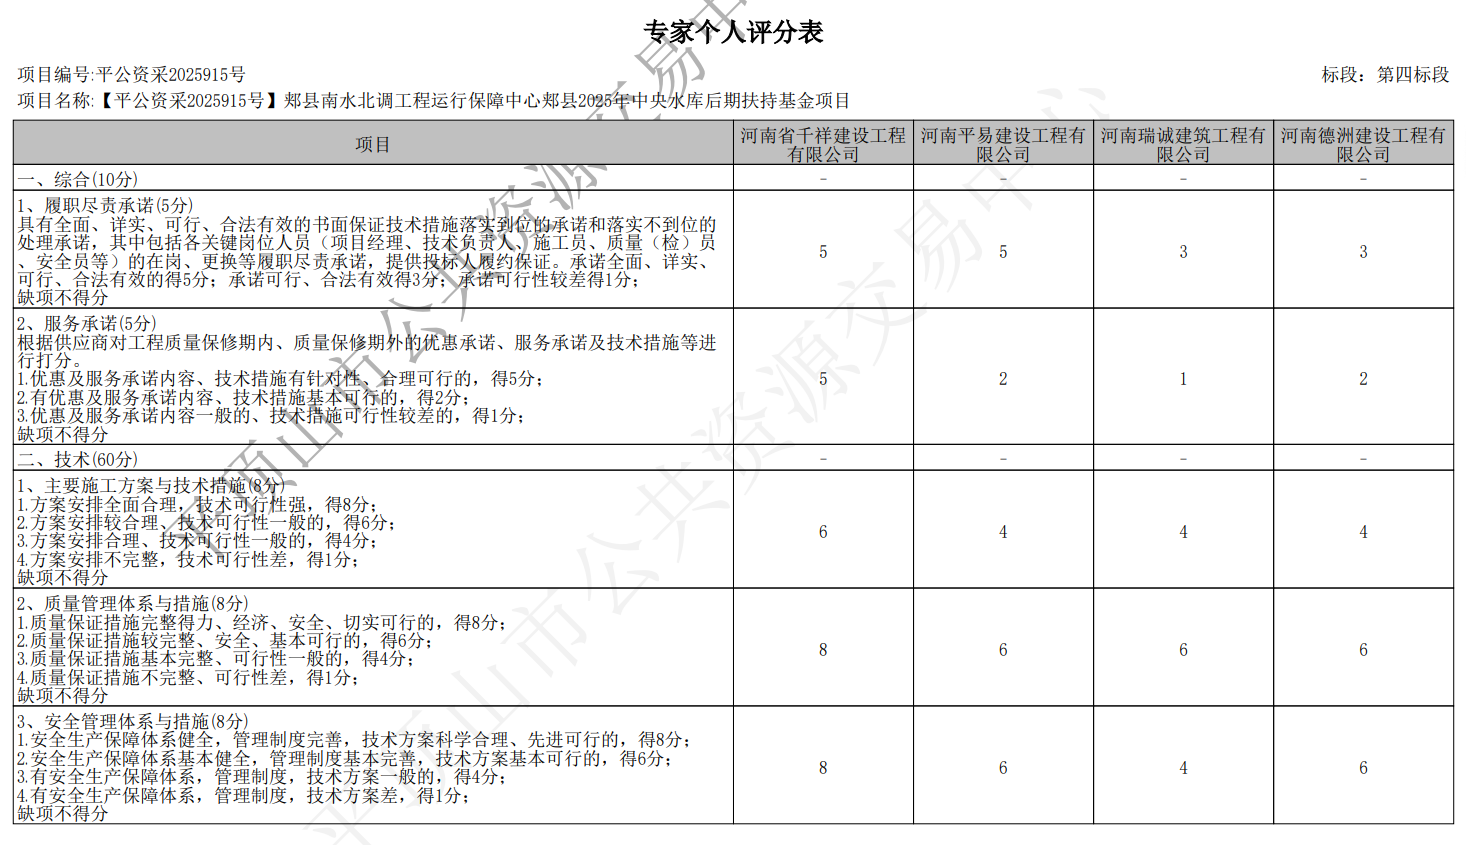 专家个人评分表
项目编号:平公资采2025915号
标段：第四标段
项目名称:【平公资采2025915号】郏县南水北调工程运行保障中心郏县2025年中央水库后期扶持基金项目
项目
河南省千祥建设工程有限公司
河南平易建设工程有限公司
河南瑞诚建筑工程有限公司
河南德洲建设工程有限公司
一、综合(10分)
- - - -
1、履职尽责承诺(5分)
具有全面、详实、可行、合法有效的书面保证技术措施落实到位的承诺和落实不到位的
处理承诺，其中包括各关键岗位人员（项目经理、技术负责人、施工员、质量（检）员
、安全员等）的在岗、更换等履职尽责承诺，提供投标人履约保证。承诺全面、详实、
可行、合法有效的得5分；承诺可行、合法有效得3分；承诺可行性较差得1分；
缺项不得分
5 5 3 3
2、服务承诺(5分)
根据供应商对工程质量保修期内、质量保修期外的优惠承诺、服务承诺及技术措施等进
行打分。
1.优惠及服务承诺内容、技术措施有针对性、合理可行的，得5分；
2.有优惠及服务承诺内容、技术措施基本可行的，得2分；
3.优惠及服务承诺内容一般的、技术措施可行性较差的，得1分；
缺项不得分
5 2 1 2
二、技术(60分)
- - - -
1、主要施工方案与技术措施(8分)
1.方案安排全面合理，技术可行性强，得8分；
2.方案安排较合理、技术可行性一般的，得6分；
3.方案安排合理、技术可行性一般的，得4分；
4.方案安排不完整，技术可行性差，得1分；
缺项不得分
6 4 4 4
2、质量管理体系与措施(8分)
1.质量保证措施完整得力、经济、安全、切实可行的，得8分；
2.质量保证措施较完整、安全、基本可行的，得6分；
3.质量保证措施基本完整、可行性一般的，得4分；
4.质量保证措施不完整、可行性差，得1分；
缺项不得分
8 6 6 6
3、安全管理体系与措施(8分)
1.安全生产保障体系健全，管理制度完善，技术方案科学合理、先进可行的，得8分；
2.安全生产保障体系基本健全，管理制度基本完善，技术方案基本可行的，得6分；
3.有安全生产保障体系，管理制度，技术方案一般的，得4分；
4.有安全生产保障体系，管理制度，技术方案差，得1分；
缺项不得分
8 6 4 6
平顶山市公共资源交易中
平顶山市公共资源交易中心